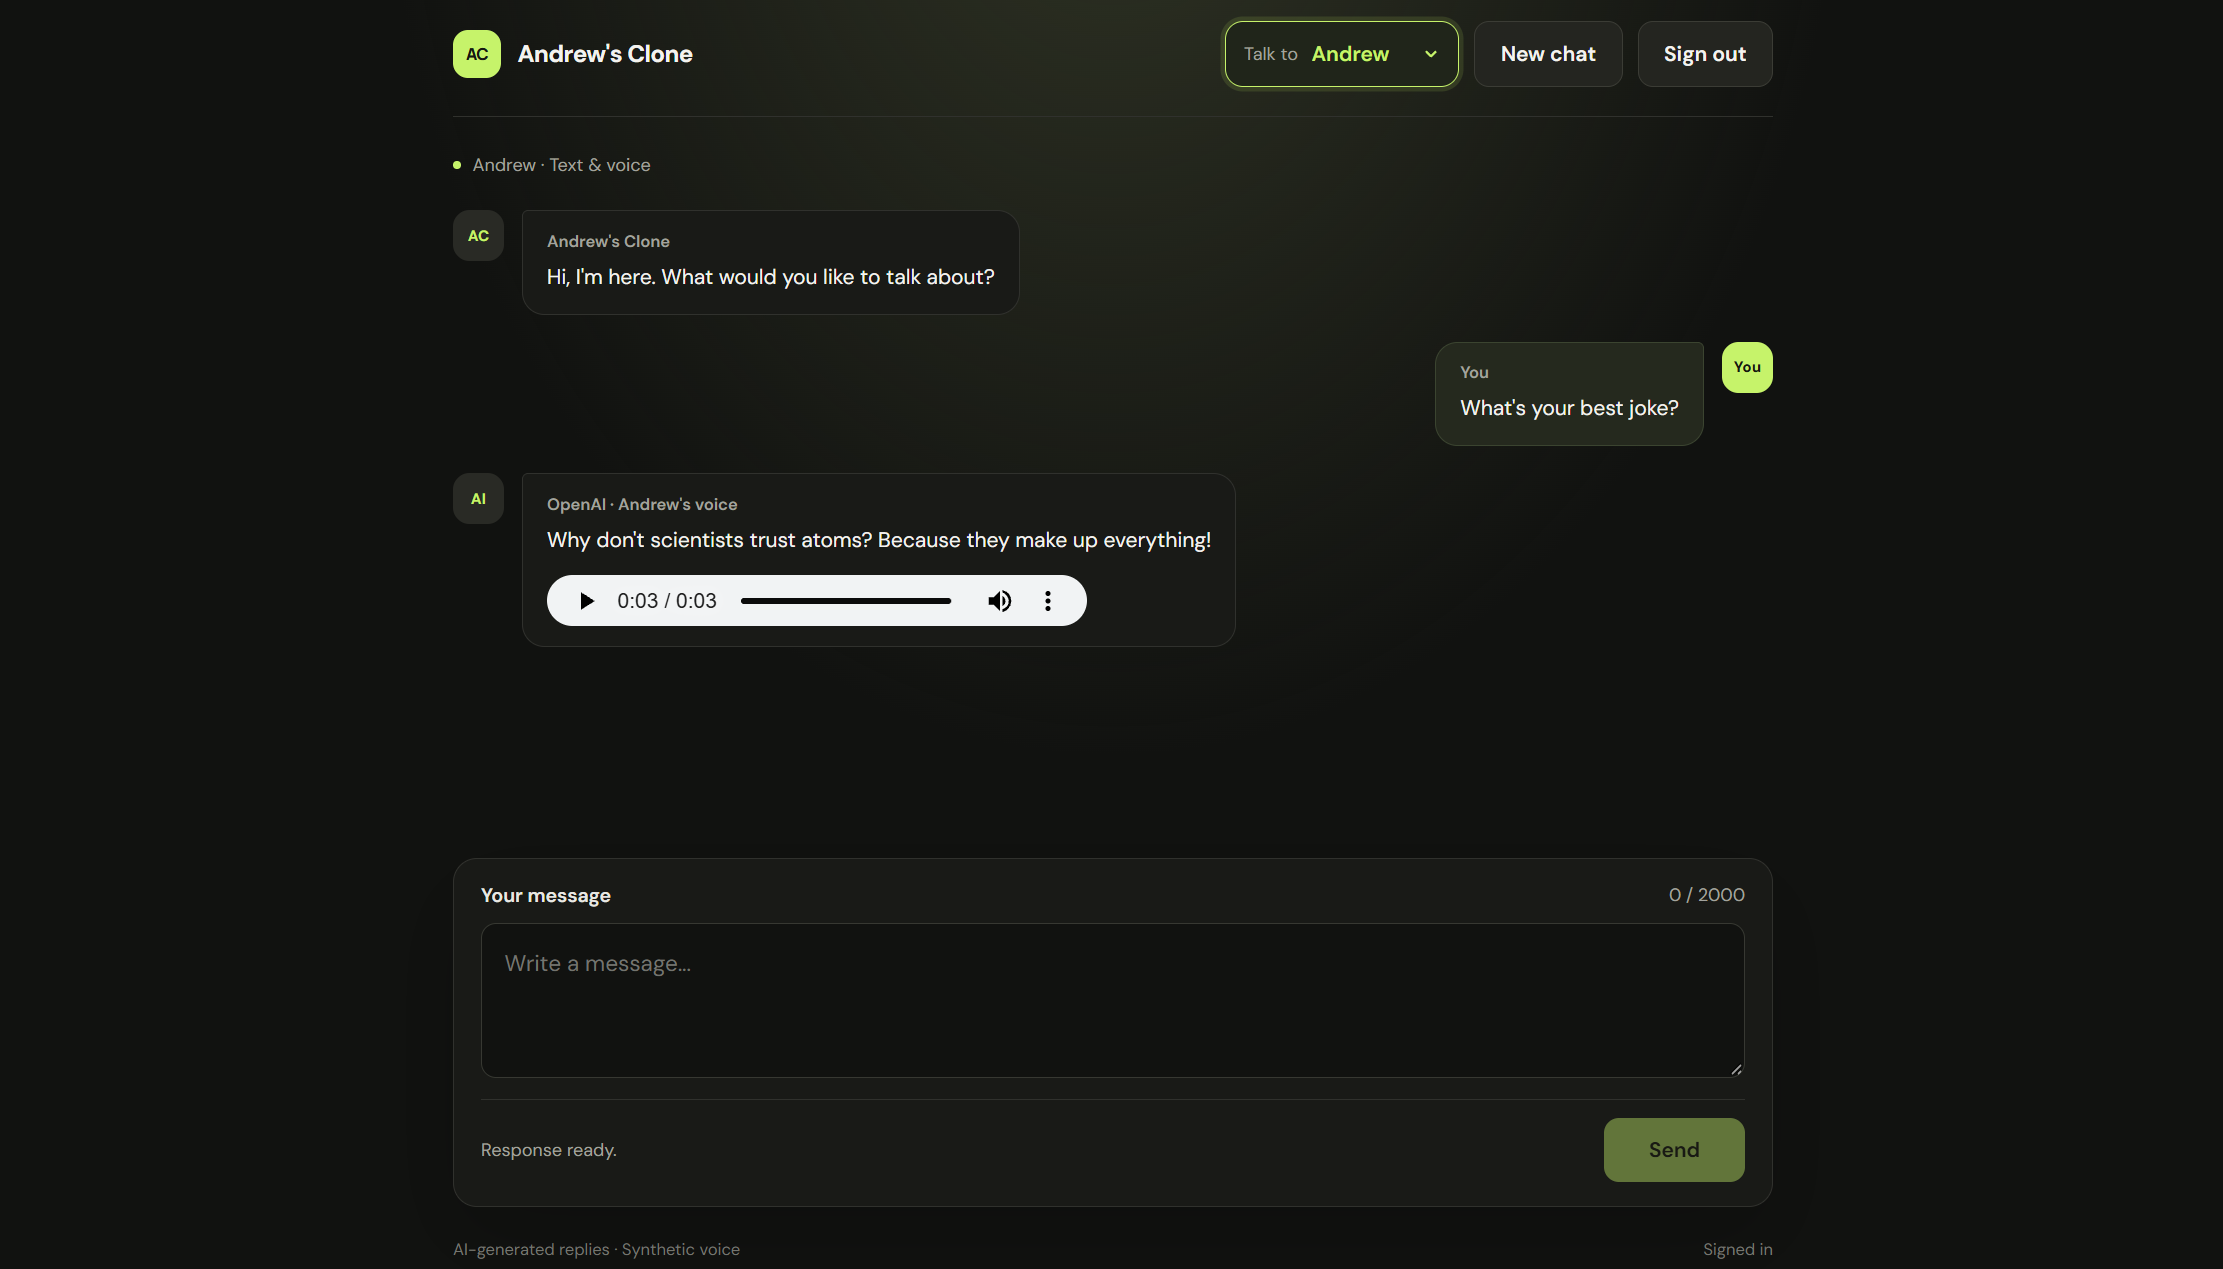 AC Andrew's Clone Talk to Andrew New chat Sign out
Andrew · Text & voice
AC
Andrew's Clone
Hi, I'm here. What would you like to talk about?
You
You
What's your best joke?
AI
OpenAI · Andrew's voice
Why don't scientists trust atoms? Because they make up everything!
0:03 / 0:03
Your message 0 / 2000
Write a message...
Response ready. Send
AI-generated replies · Synthetic voice Signed in